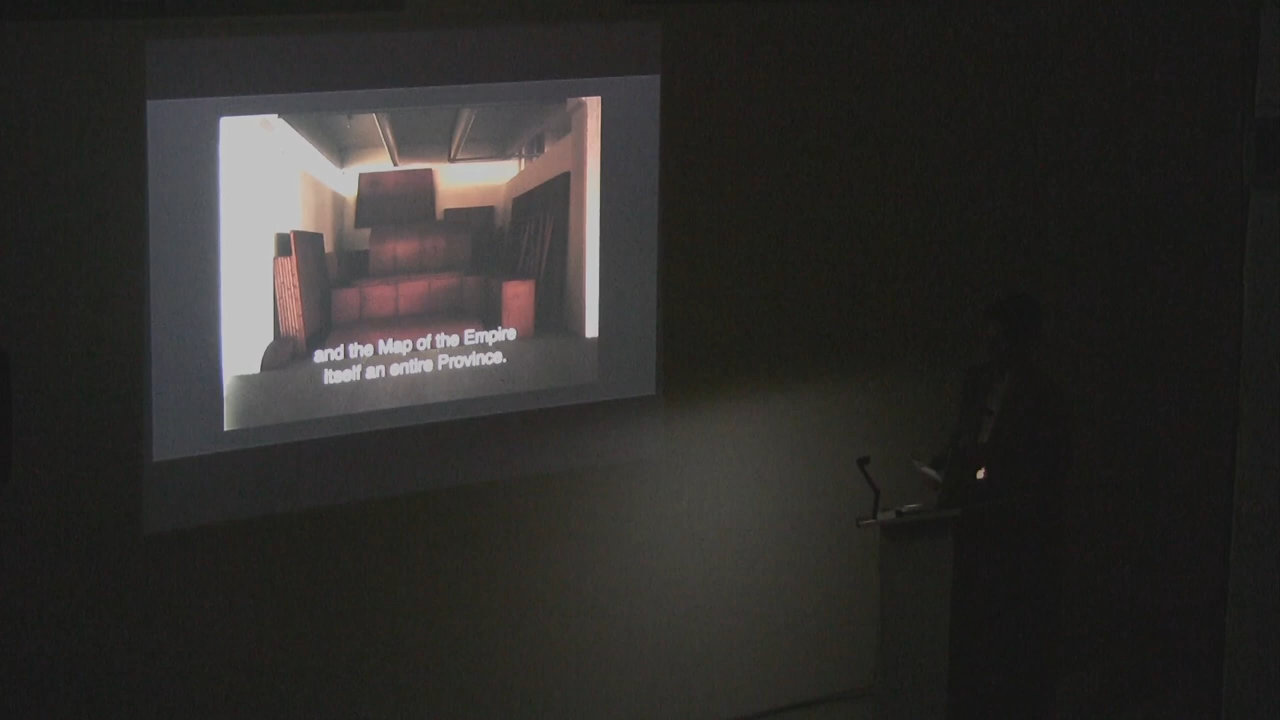 and the Map of the Empire
itself an entire Province.